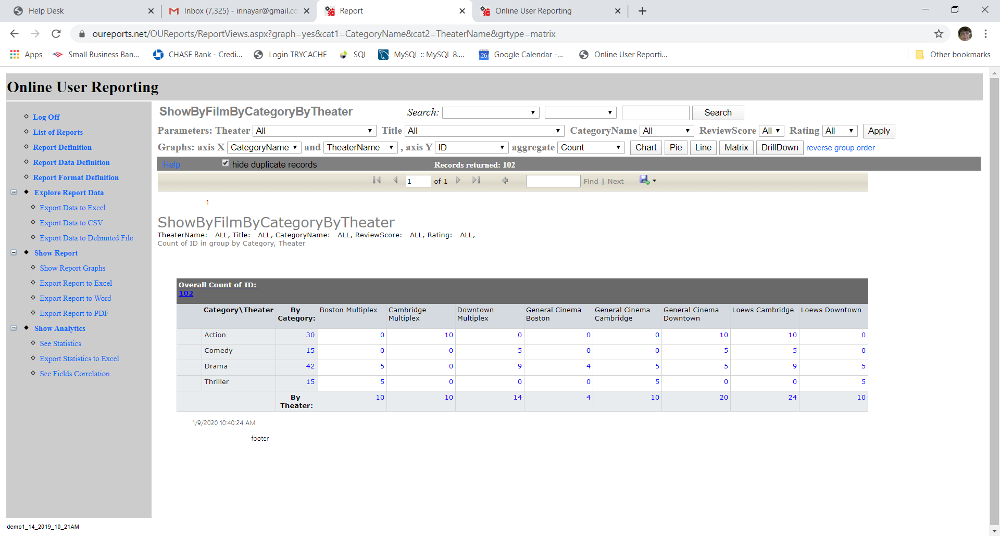 Help Desk
Inbox (7,325) - irinayar@gmail.co
Report
Online User Reporting
oureports.net/OUReports/ReportViews.aspx?graph=yes&cat1=CategoryName&cat2=TheaterName&grtype=matrix
Apps Small Business Ban... CHASE Bank - Credi... Login TRYCACHE SQL MySQL :: MySQL 8.... 26 Google Calendar -... Online User Reporti... Other bookmarks
Online User Reporting
Log Off
List of Reports
Report Definition
Report Data Definition
Report Format Definition
Explore Report Data
Export Data to Excel
Export Data to CSV
Export Data to Delimited File
Show Report
Show Report Graphs
Export Report to Excel
Export Report to Word
Export Report to PDF
Show Analytics
See Statistics
Export Statistics to Excel
See Fields Correlation
ShowByFilmByCategoryByTheater Search: Search
Parameters: Theater All Title All CategoryName All ReviewScore All Rating All Apply
Graphs: axis X CategoryName and TheaterName , axis Y ID aggregate Count Chart Pie Line Matrix DrillDown reverse group order
Help hide duplicate records Records returned: 102
1 of 1 Find | Next
1
ShowByFilmByCategoryByTheater
TheaterName: ALL, Title: ALL, CategoryName: ALL, ReviewScore: ALL, Rating: ALL,
Count of ID in group by Category, Theater
Overall Count of ID:
102
Category\Theater By Category: Boston Multiplex Cambridge Multiplex Downtown Multiplex General Cinema Boston General Cinema Cambridge General Cinema Downtown Loews Cambridge Loews Downtown
Action 30 0 10 0 0 0 10 10 0
Comedy 15 0 0 5 0 0 5 5 0
Drama 42 5 0 9 4 5 5 9 5
Thriller 15 5 0 0 0 5 0 0 5
By Theater: 10 10 14 4 10 20 24 10
1/9/2020 10:40:24 AM
footer
demo1_14_2019_10_21AM